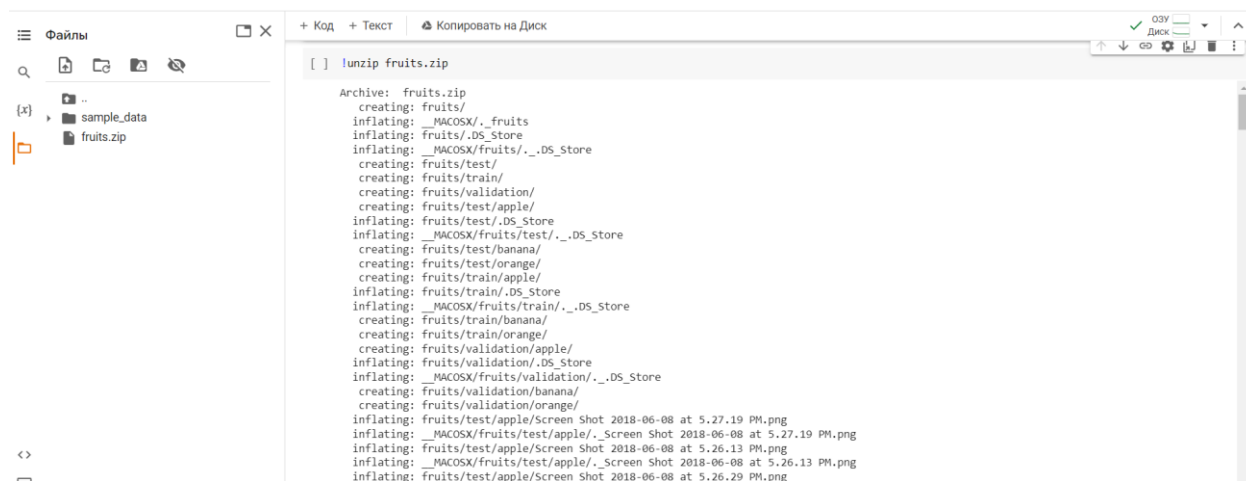 Файлы
..
sample_data
fruits.zip
{x}
<>
+ Код + Текст Копировать на Диск
ОЗУ
Диск
[ ] !unzip fruits.zip
Archive: fruits.zip
creating: fruits/
inflating: __MACOSX/._fruits
inflating: fruits/.DS_Store
inflating: __MACOSX/fruits/._.DS_Store
creating: fruits/test/
creating: fruits/train/
creating: fruits/validation/
creating: fruits/test/apple/
inflating: fruits/test/.DS_Store
inflating: __MACOSX/fruits/test/._.DS_Store
creating: fruits/test/banana/
creating: fruits/test/orange/
creating: fruits/train/apple/
inflating: fruits/train/.DS_Store
inflating: __MACOSX/fruits/train/._.DS_Store
creating: fruits/train/banana/
creating: fruits/train/orange/
creating: fruits/validation/apple/
inflating: fruits/validation/.DS_Store
inflating: __MACOSX/fruits/validation/._.DS_Store
creating: fruits/validation/banana/
creating: fruits/validation/orange/
inflating: fruits/test/apple/Screen Shot 2018-06-08 at 5.27.19 PM.png
inflating: __MACOSX/fruits/test/apple/._Screen Shot 2018-06-08 at 5.27.19 PM.png
inflating: fruits/test/apple/Screen Shot 2018-06-08 at 5.26.13 PM.png
inflating: __MACOSX/fruits/test/apple/._Screen Shot 2018-06-08 at 5.26.13 PM.png
inflating: fruits/test/apple/Screen Shot 2018-06-08 at 5.26.29 PM.png